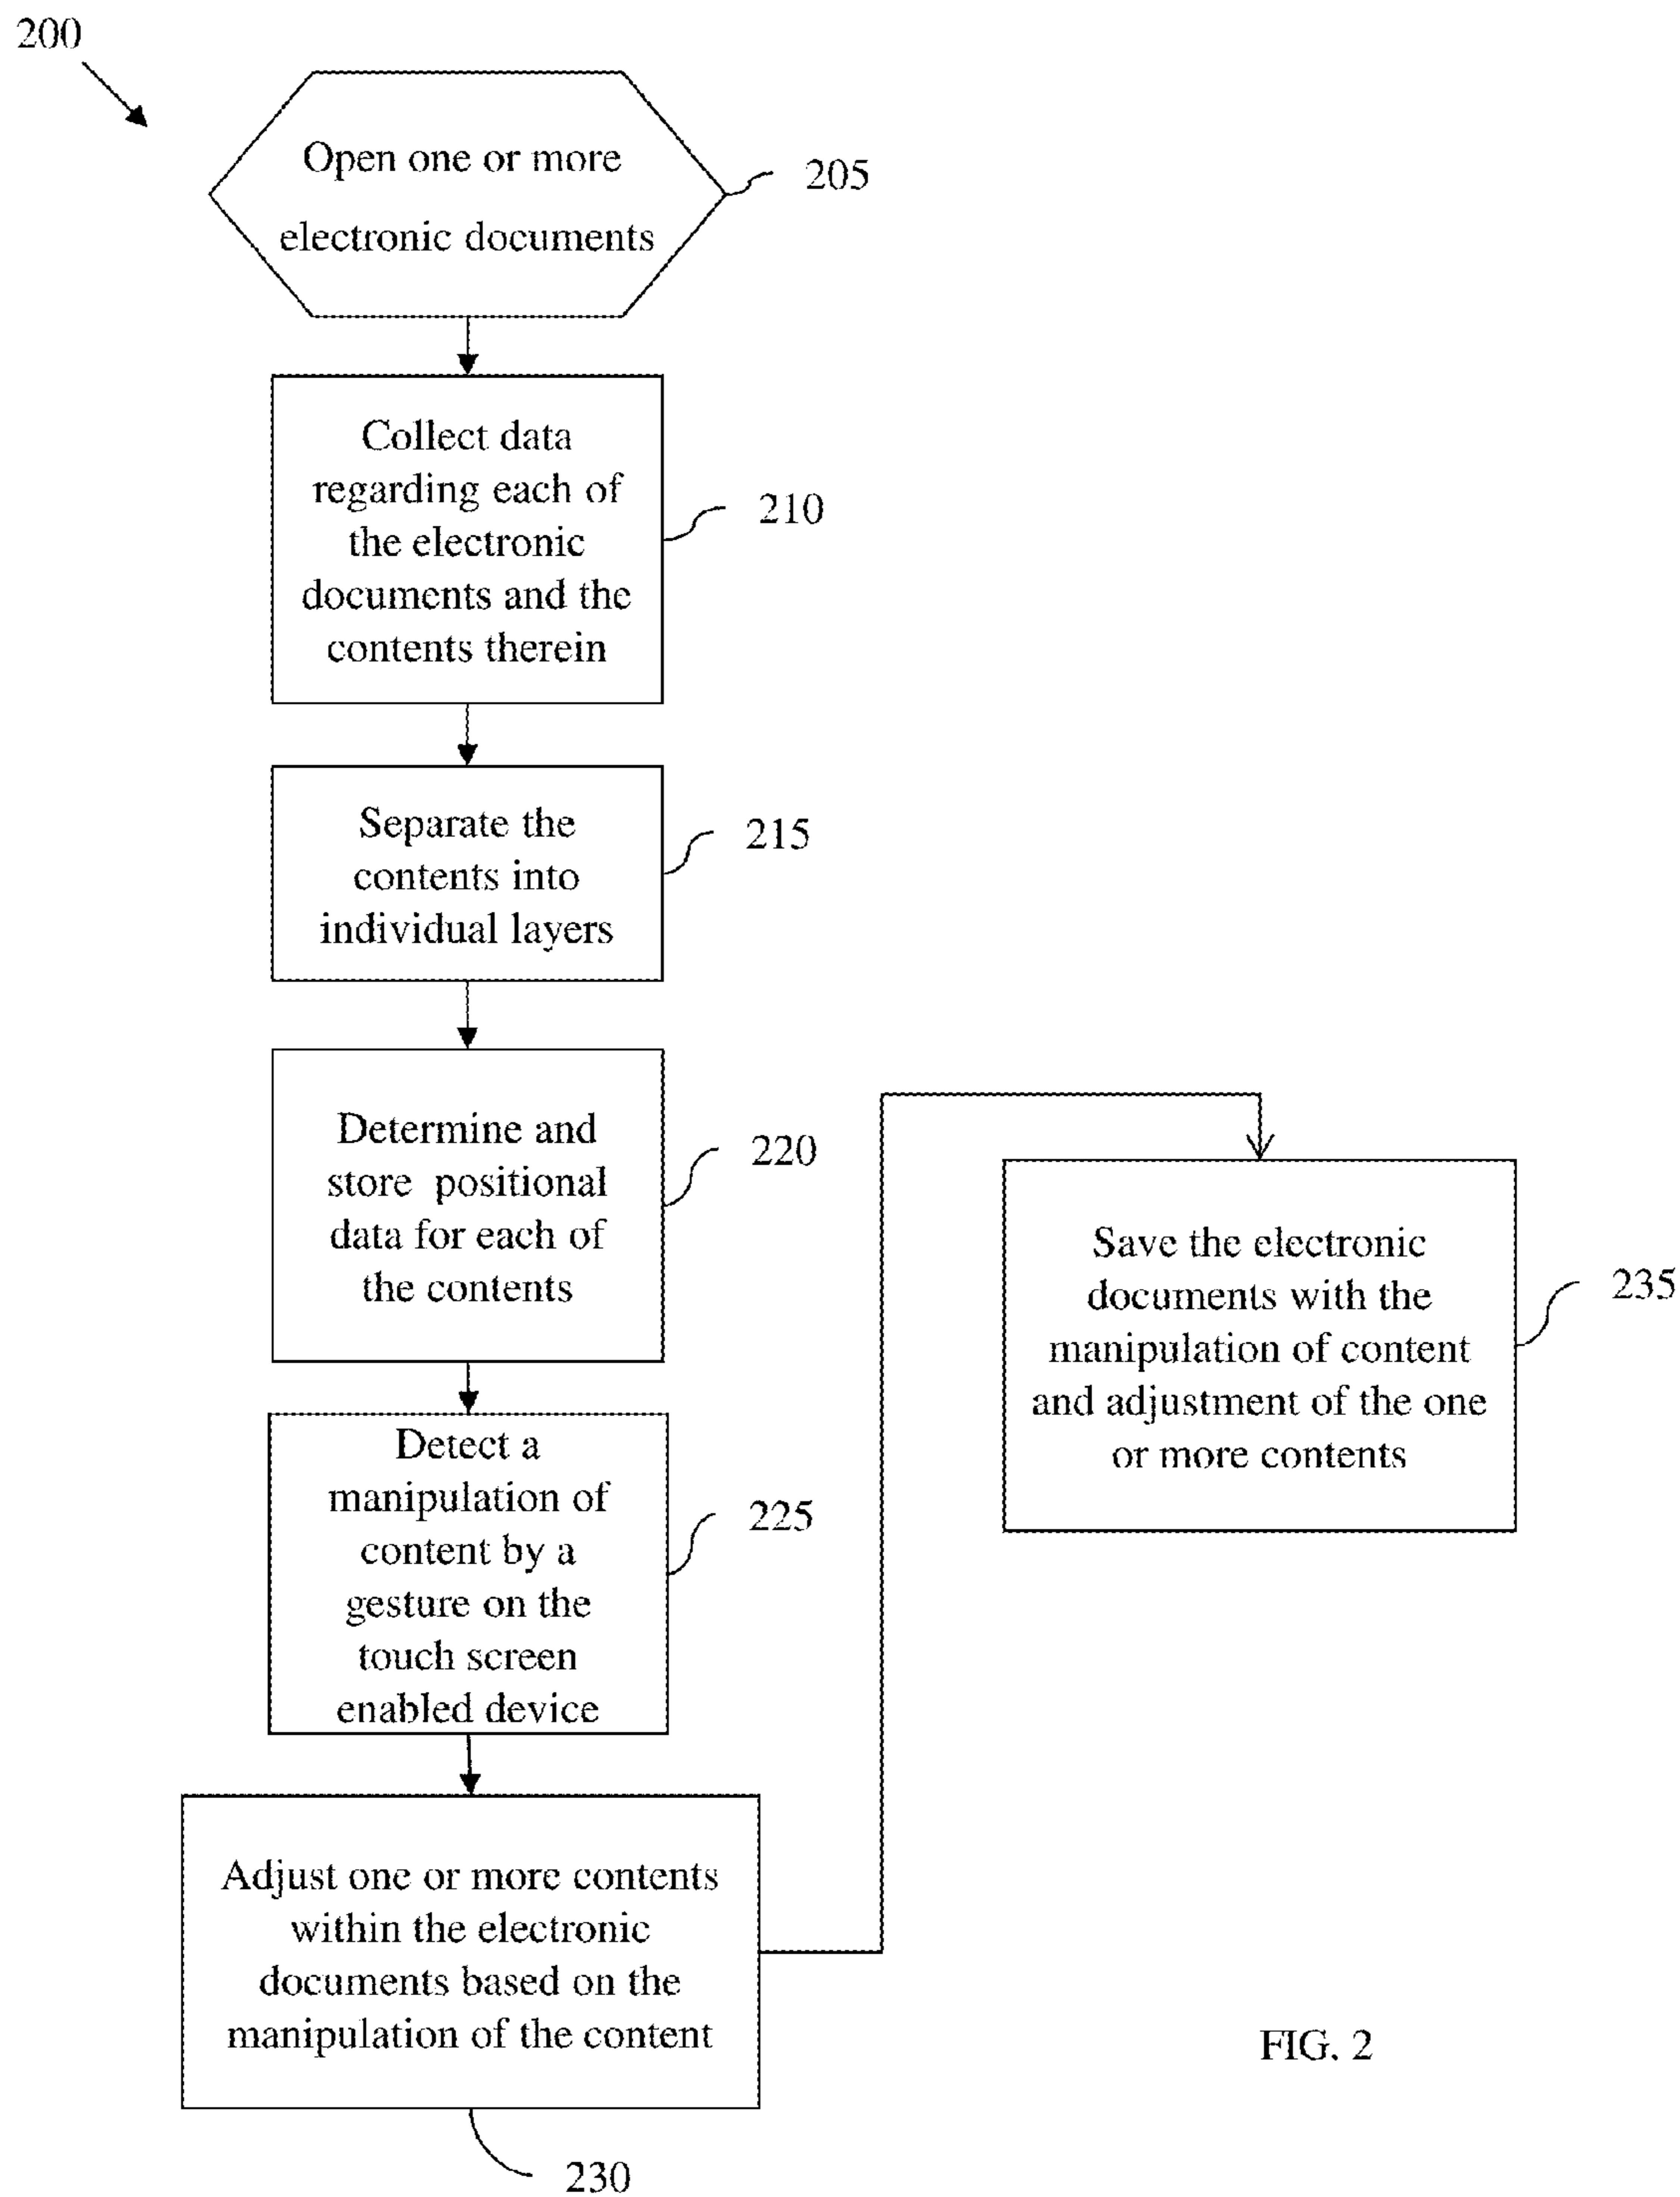 200
Open one or more
electronic documents
205
Collect data
regarding each of
the electronic
documents and the
contents therein
210
Separate the
contents into
individual layers
215
Determine and
store positional
data for each of
the contents
220
Detect a
manipulation of
content by a
gesture on the
touch screen
enabled device
225
Adjust one or more contents
within the electronic
documents based on the
manipulation of the content
230
Save the electronic
documents with the
manipulation of content
and adjustment of the one
or more contents
235
FIG. 2